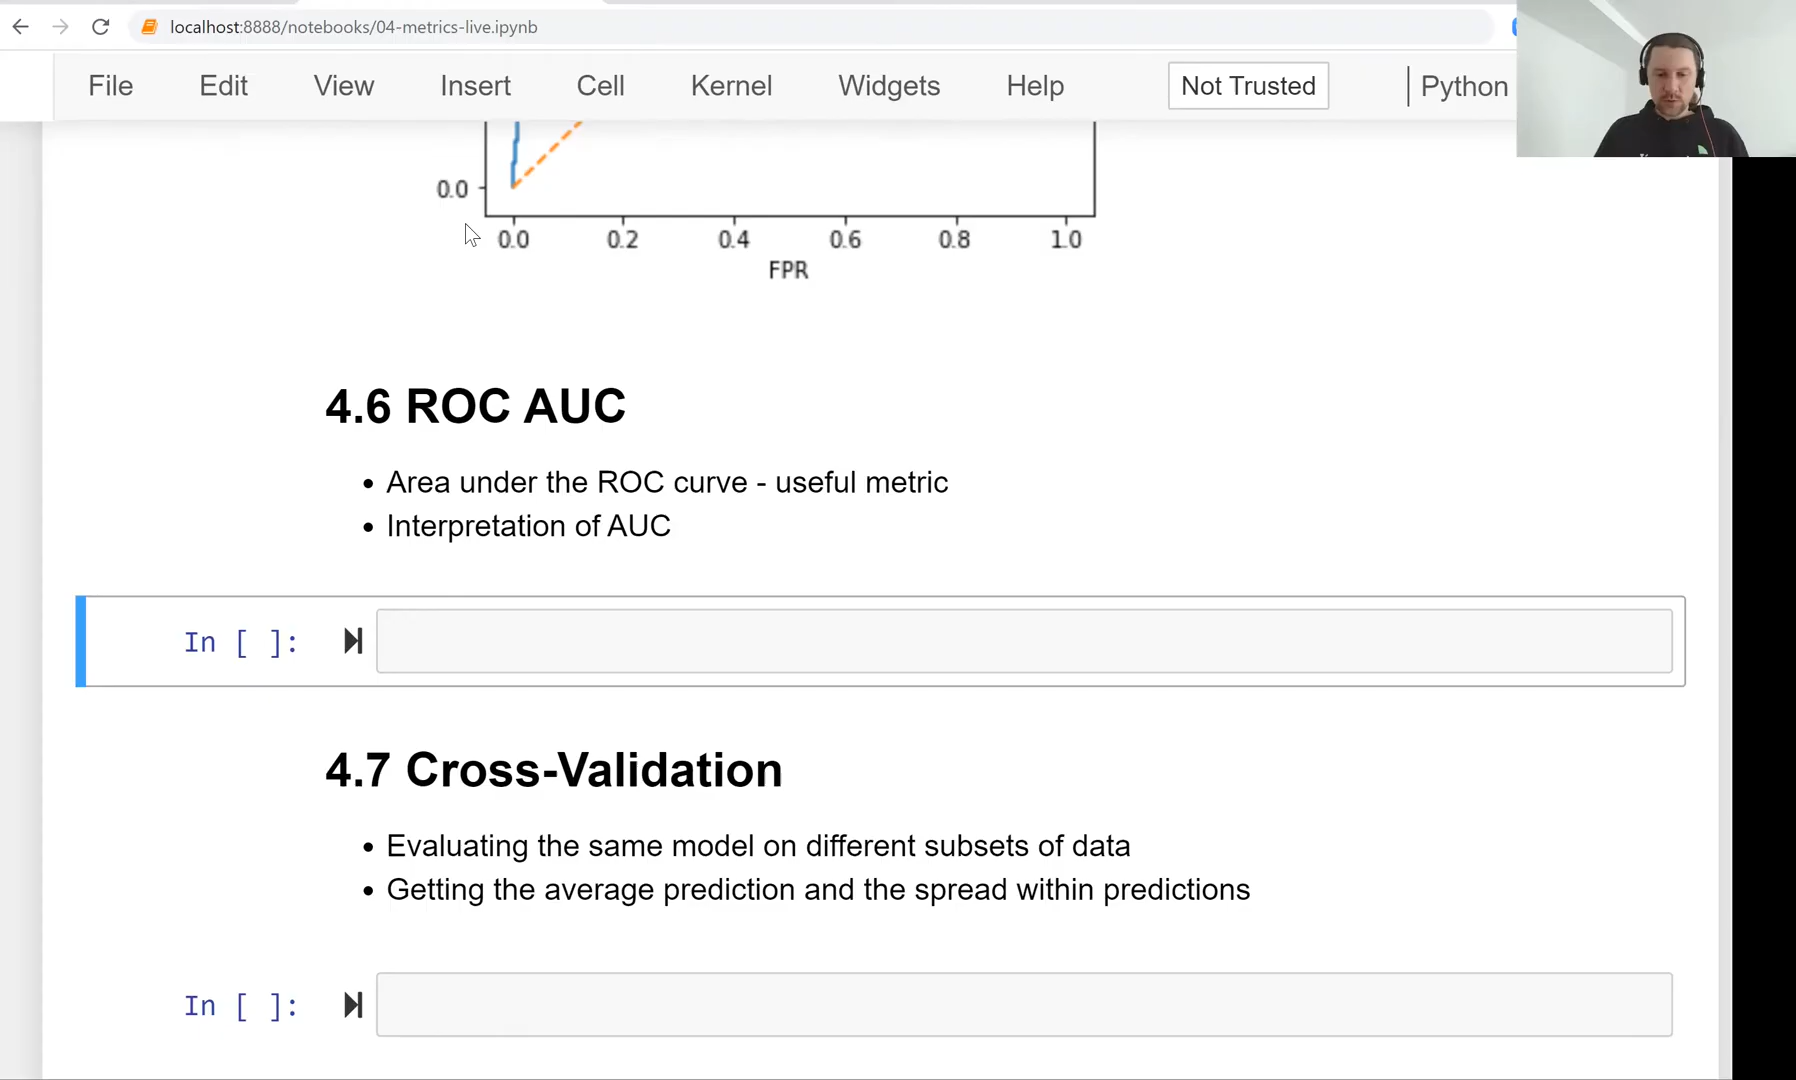 localhost:8888/notebooks/04-metrics-live.ipynb
File Edit View Insert Cell Kernel Widgets Help Not Trusted Python
0.0
0.0 0.2 0.4 0.6 0.8 1.0
FPR
4.6 ROC AUC
• Area under the ROC curve - useful metric
• Interpretation of AUC
In [ ]:
4.7 Cross-Validation
• Evaluating the same model on different subsets of data
• Getting the average prediction and the spread within predictions
In [ ]: